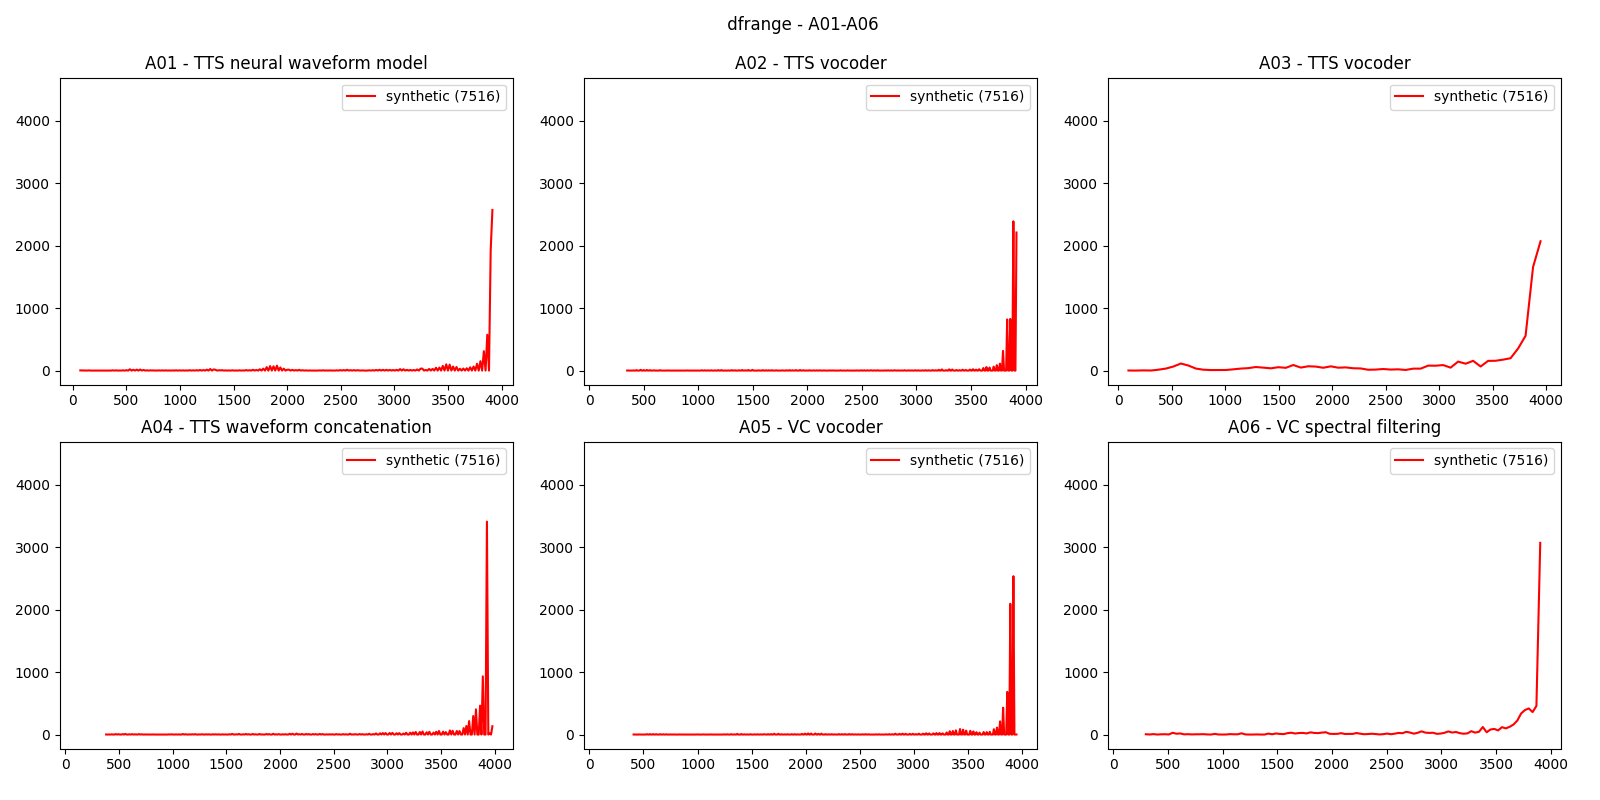 dfrange - A01-A06
A01 - TTS neural waveform model
synthetic (7516)
4000
3000
2000
1000
0
0 500 1000 1500 2000 2500 3000 3500 4000
A02 - TTS vocoder
synthetic (7516)
4000
3000
2000
1000
0
0 500 1000 1500 2000 2500 3000 3500 4000
A03 - TTS vocoder
synthetic (7516)
4000
3000
2000
1000
0
0 500 1000 1500 2000 2500 3000 3500 4000
A04 - TTS waveform concatenation
synthetic (7516)
4000
3000
2000
1000
0
0 500 1000 1500 2000 2500 3000 3500 4000
A05 - VC vocoder
synthetic (7516)
4000
3000
2000
1000
0
0 500 1000 1500 2000 2500 3000 3500 4000
A06 - VC spectral filtering
synthetic (7516)
4000
3000
2000
1000
0
0 500 1000 1500 2000 2500 3000 3500 4000